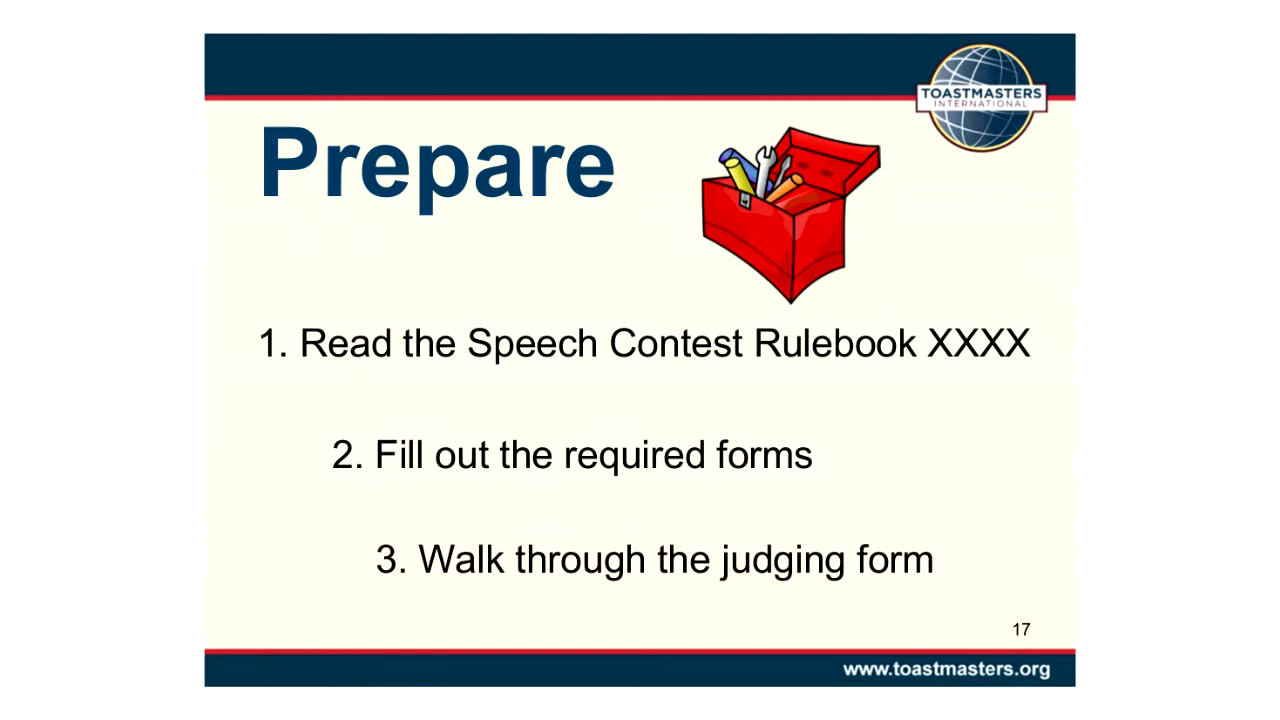 TOASTMASTERS
INTERNATIONAL
Prepare
1. Read the Speech Contest Rulebook XXXX
2. Fill out the required forms
3. Walk through the judging form
17
www.toastmasters.org